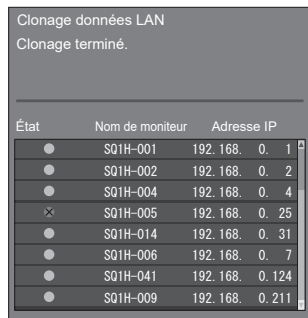 Clonage données LAN
Clonage terminé.
État Nom de moniteur Adresse IP
SQ1H-001 192. 168. 0. 1
SQ1H-002 192. 168. 0. 2
SQ1H-004 192. 168. 0. 4
SQ1H-005 192. 168. 0. 25
SQ1H-014 192. 168. 0. 31
SQ1H-006 192. 168. 0. 7
SQ1H-041 192. 168. 0. 124
SQ1H-009 192. 168. 0. 211